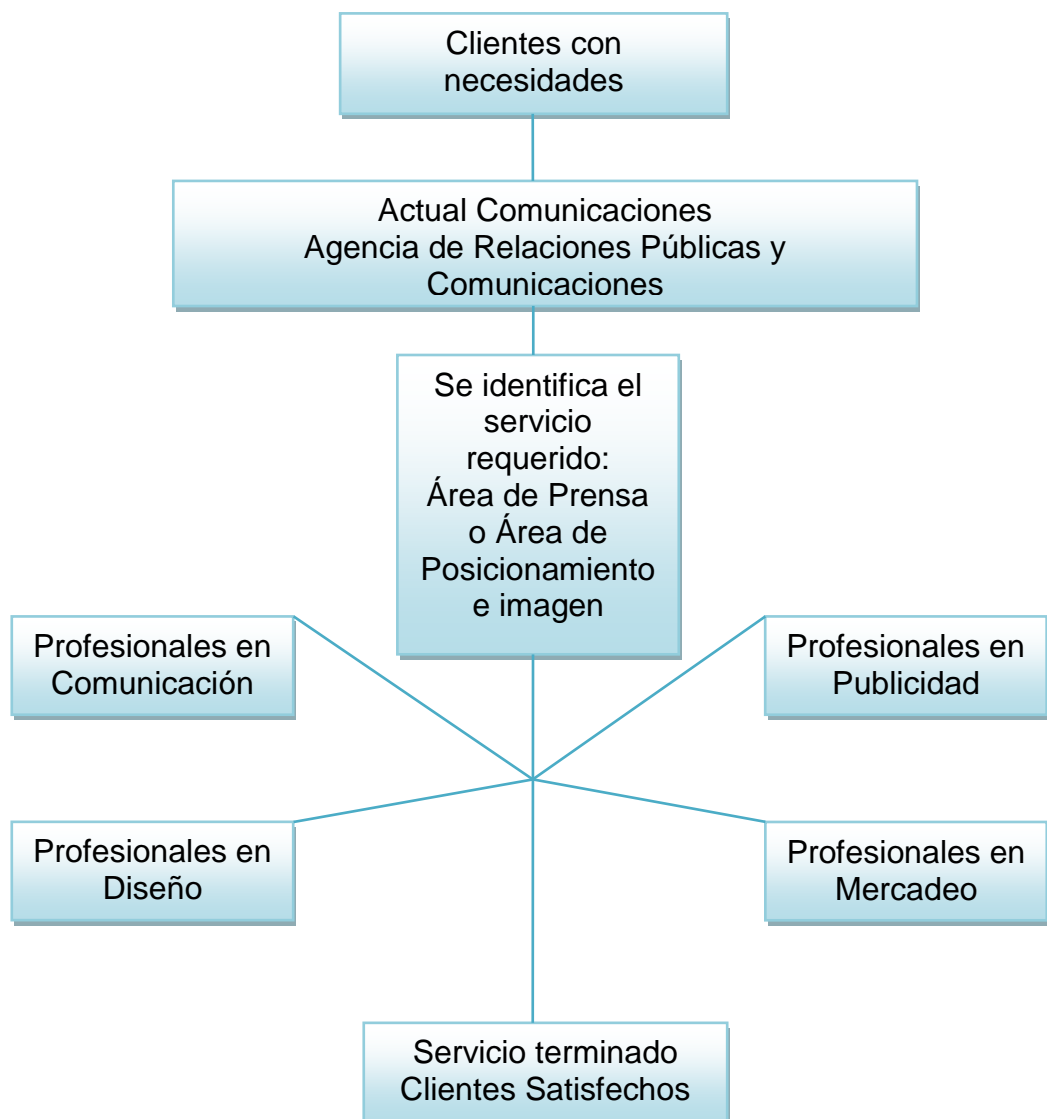 Clientes con
necesidades
Actual Comunicaciones
Agencia de Relaciones Públicas y
Comunicaciones
Se identifica el
servicio
requerido:
Área de Prensa
o Área de
Posicionamiento
e imagen
Profesionales en
Comunicación
Profesionales en
Publicidad
Profesionales en
Diseño
Profesionales en
Mercadeo
Servicio terminado
Clientes Satisfechos